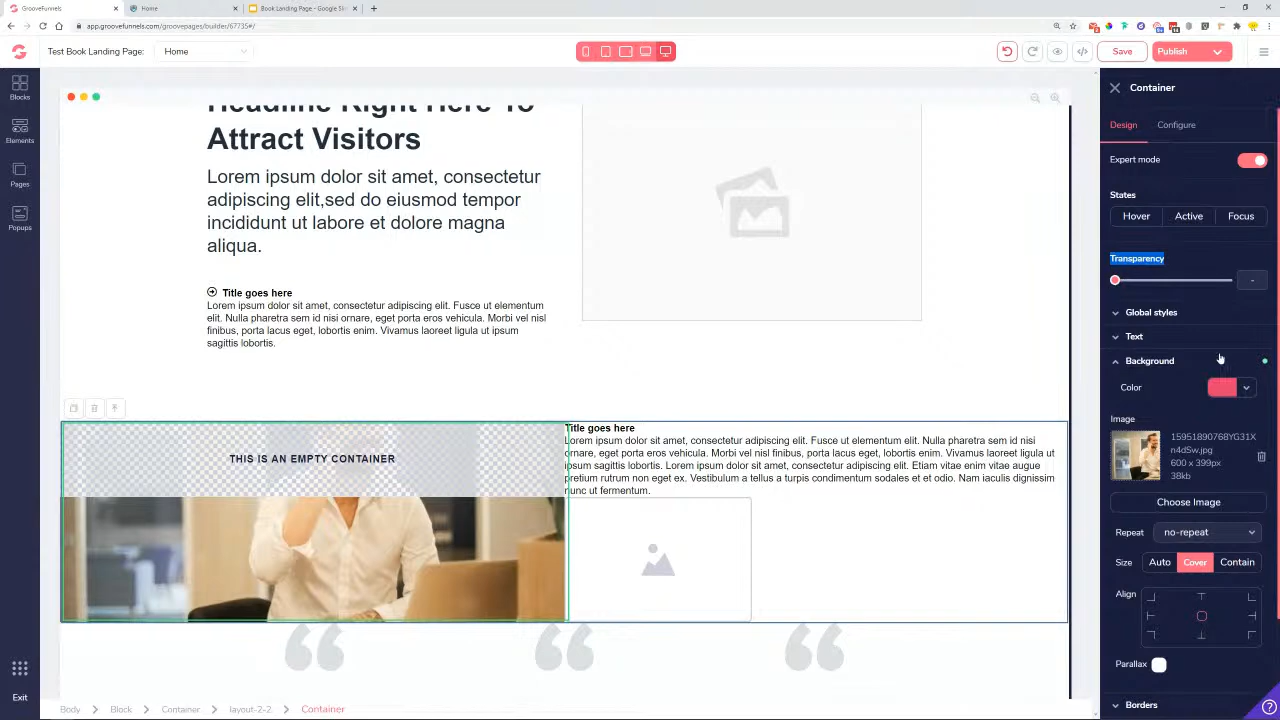 GrooveFunnels
Home
Book Landing Page - Google Sli
app.groovefunnels.com/groovepages/builder/67735#/
Test Book Landing Page:
Home
Save
Publish
Blocks
Elements
Pages
Popups
Exit
Headline Right Here To
Attract Visitors
Lorem ipsum dolor sit amet, consectetur
adipiscing elit,sed do eiusmod tempor
incididunt ut labore et dolore magna
aliqua.
Title goes here
Lorem ipsum dolor sit amet, consectetur adipiscing elit. Fusce ut elementum
elit. Nulla pharetra nisi ornare, eget porta eros vehicula. Morbi vel nisl
finibus, porta lacus eget, lobortis enim. Vivamus laoreet ligula ut ipsum
sagittis lobortis.
THIS IS AN EMPTY CONTAINER
Title goes here
Lorem ipsum dolor sit amet, consectetur adipiscing elit. Fusce ut elementum elit. Nulla pharetra nisi
ornare, eget porta eros vehicula. Morbi vel nisl finibus, porta lacus eget, lobortis enim. Vivamus laoreet ligula ut
ipsum sagittis lobortis. Lorem ipsum dolor sit amet, consectetur adipiscing elit. Etiam vitae enim vitae augue
pretium rutrum non eget ex. Vestibulum a tellus a turpis condimentum sodales et et odio. Nam iaculis dignissim
nunc ut fermentum.
Body
Block
Container
layout-2-2
Container
Container
Design
Configure
Expert mode
States
Hover
Active
Focus
Transparency
-
Global styles
Text
Background
Color
Image
15951890768YG31X
n4dSw.jpg
600 x 399px
38kb
Choose Image
Repeat
no-repeat
Size
Auto
Cover
Contain
Align
Parallax
Borders